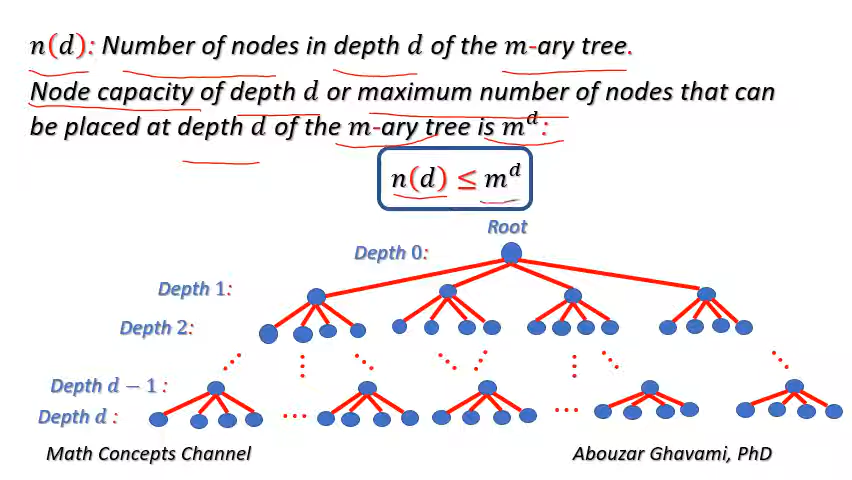 n(d): Number of nodes in depth d of the m-ary tree.
Node capacity of depth d or maximum number of nodes that can
be placed at depth d of the m-ary tree is m^d:
n(d) ≤ m^d
Root
Depth 0:
Depth 1:
Depth 2:
Depth d − 1 :
Depth d :
Math Concepts Channel
Abouzar Ghavami, PhD